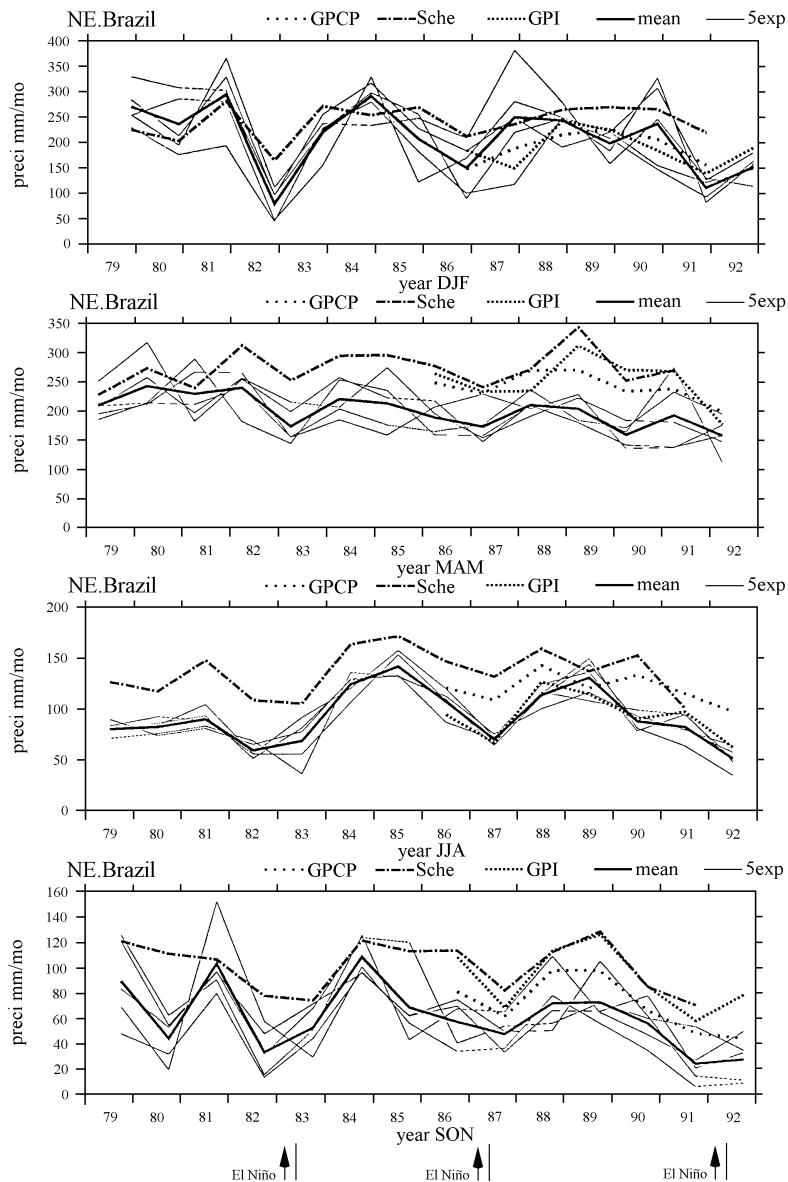 NE.Brazil GPCP Sche GPI mean 5exp
400
350
300
250
200
150
100
50
0
preci mm/mo
79 80 81 82 83 84 85 86 87 88 89 90 91 92
year DJF
NE.Brazil GPCP Sche GPI mean 5exp
350
300
250
200
150
100
50
0
preci mm/mo
79 80 81 82 83 84 85 86 87 88 89 90 91 92
year MAM
NE.Brazil GPCP Sche GPI mean 5exp
200
150
100
50
0
preci mm/mo
79 80 81 82 83 84 85 86 87 88 89 90 91 92
year JJA
NE.Brazil GPCP Sche GPI mean 5exp
160
140
120
100
80
60
40
20
0
preci mm/mo
79 80 81 82 83 84 85 86 87 88 89 90 91 92
year SON
El Niño El Niño El Niño